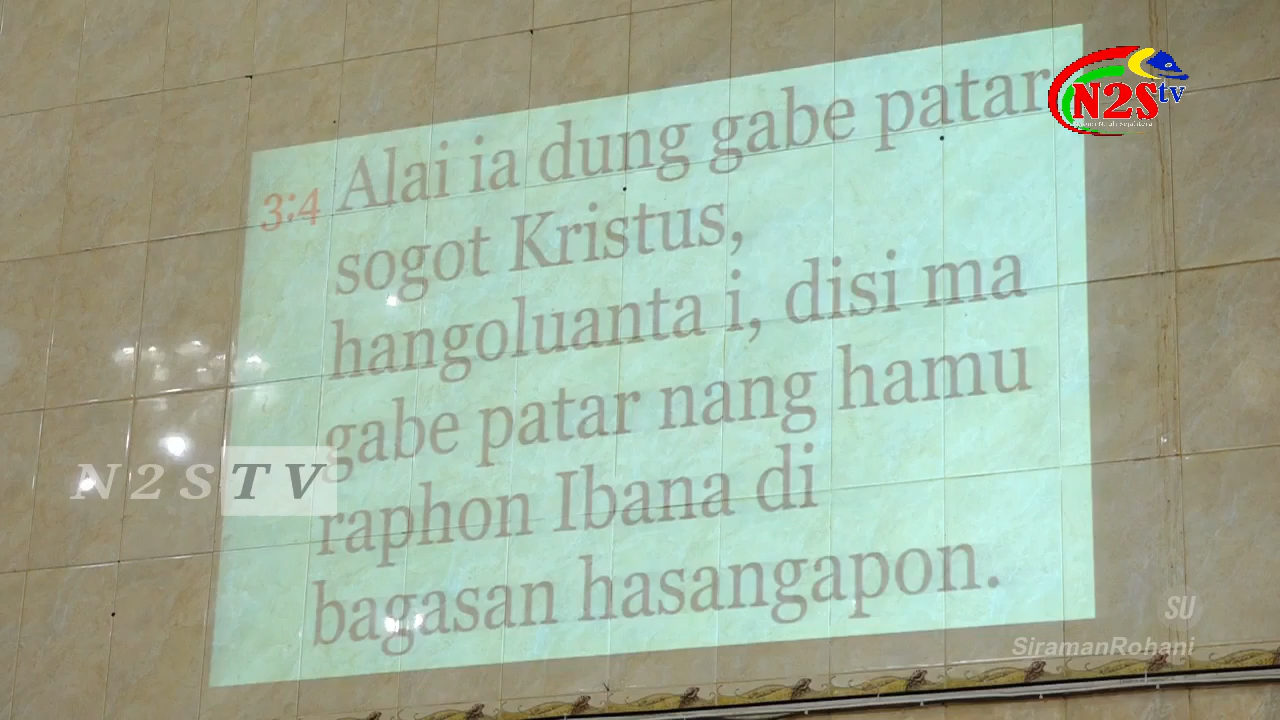 3:4 Alai ia dung gabe patar
sogot Kristus,
hangoluanta i, disi ma
gabe patar nang hamu
raphon Ibana di
bagasan hasangapon.
N2Stv
N2STV
SU
SiramanRohani